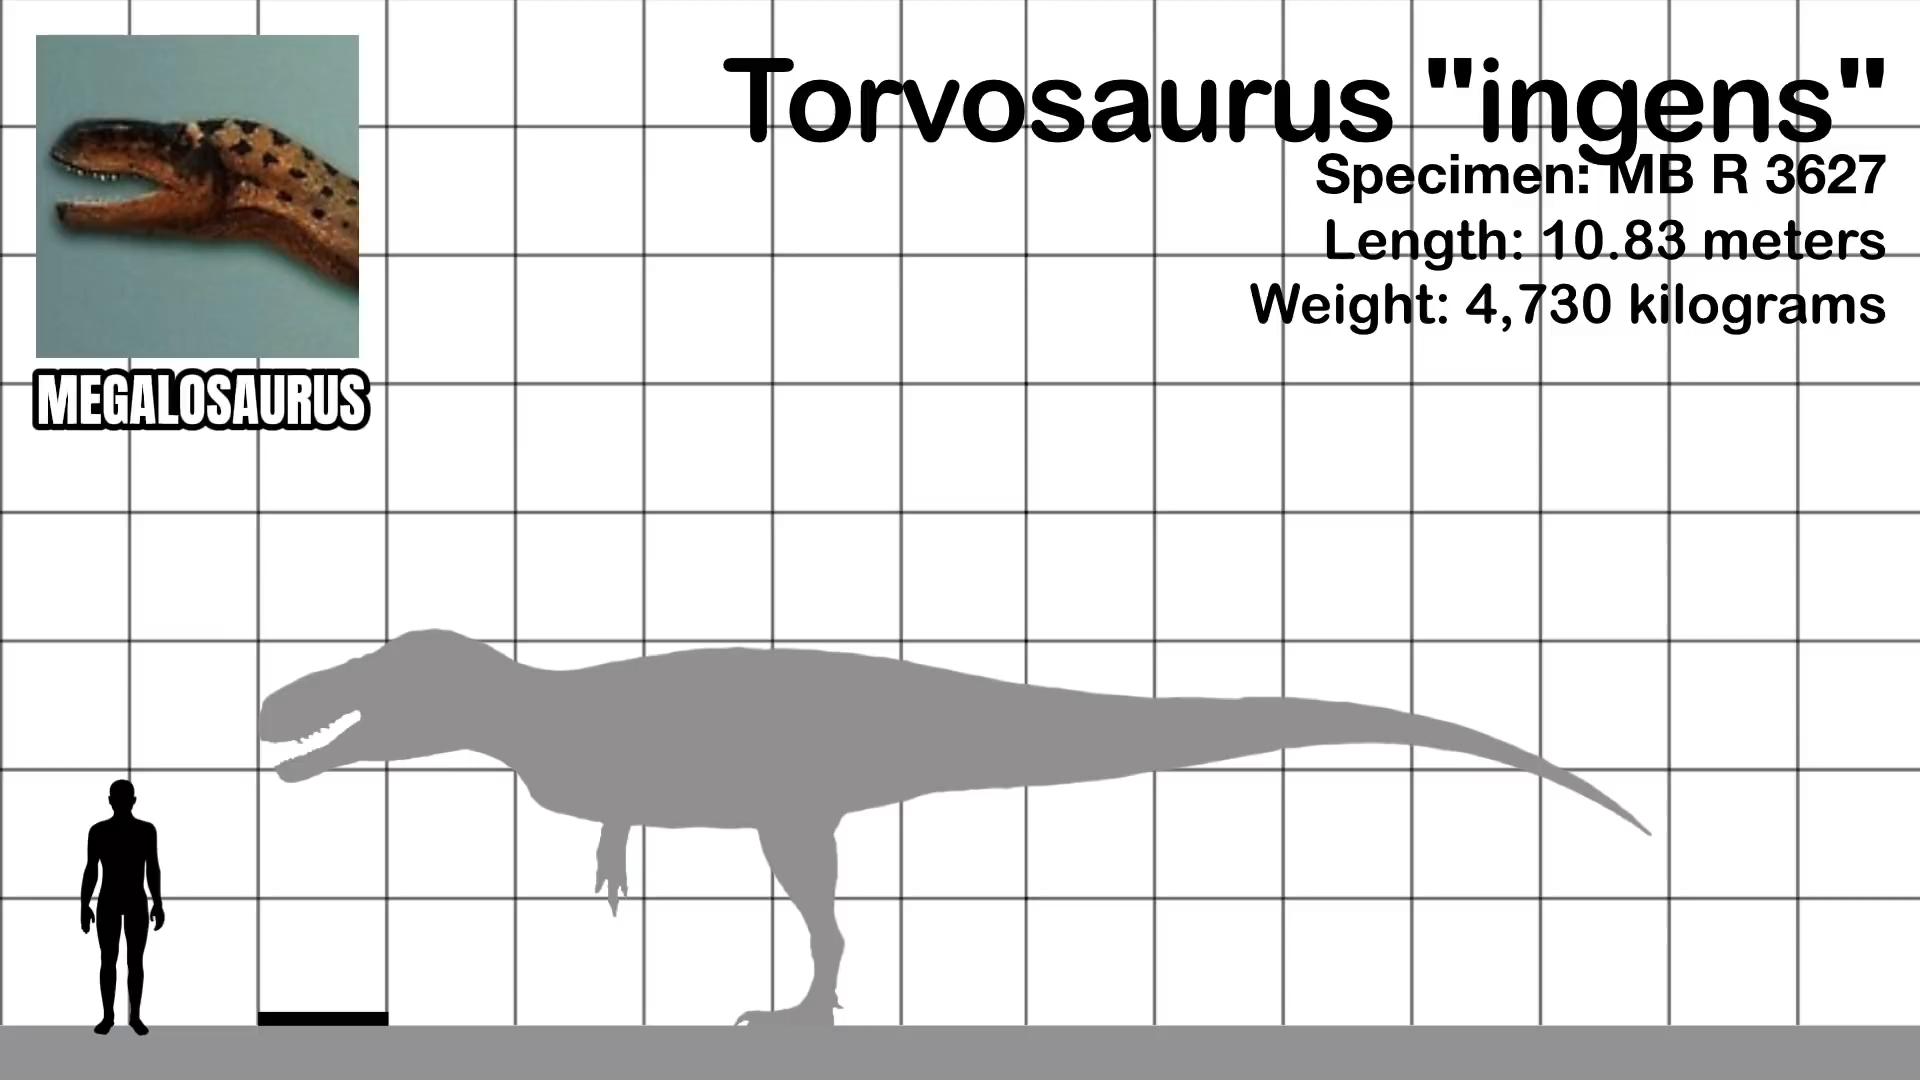 Torvosaurus "ingens"
Specimen: MB R 3627
Length: 10.83 meters
Weight: 4,730 kilograms
MEGALOSAURUS